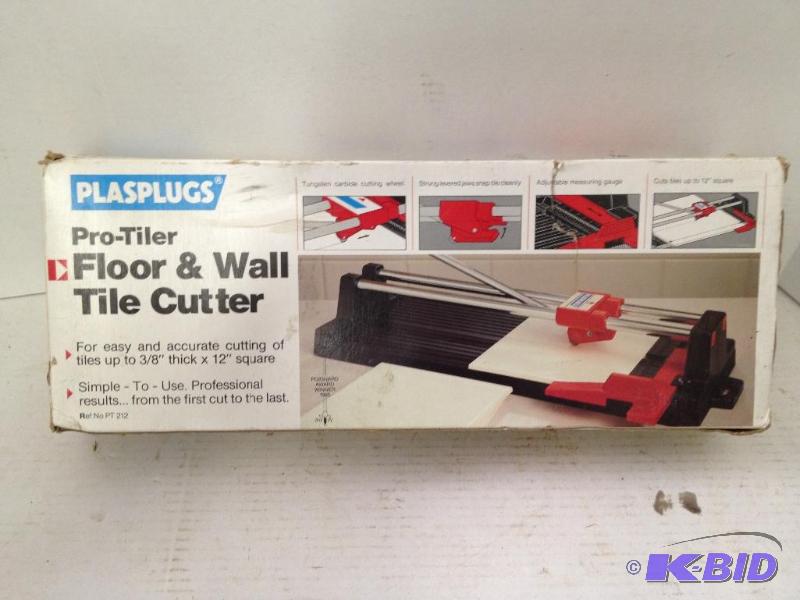 PLASPLUGS®
Pro-Tiler
Floor & Wall
Tile Cutter
For easy and accurate cutting of
tiles up to 3/8" thick x 12" square
Simple - To - Use. Professional
results... from the first cut to the last.
Ref No PT 212
Tungsten carbide cutting wheel
Strong levered jaws snap tile cleanly
Adjustable measuring gauge
Cuts tiles up to 12" square
AWARD
WINNER
© K-BID